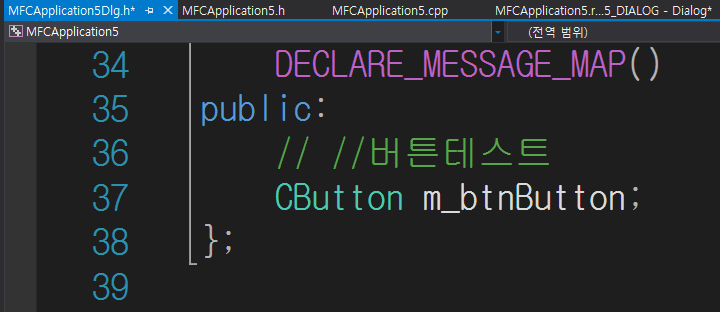 MFCApplication5Dlg.h* MFCApplication5.h MFCApplication5.cpp MFCApplication5.r...5_DIALOG - Dialog*
MFCApplication5 (전역 범위)
34 DECLARE_MESSAGE_MAP()
35 public:
36 // //버튼테스트
37 CButton m_btnButton;
38 };
39